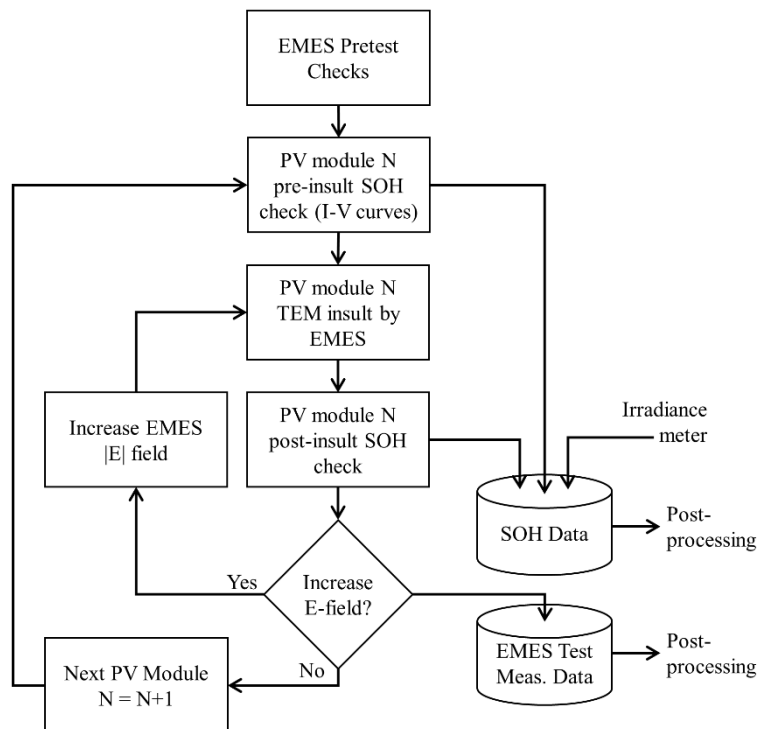 EMES Pretest
Checks
PV module N
pre-insult SOH
check (I-V curves)
PV module N
TEM insult by
EMES
Increase EMES
|E| field
PV module N
post-insult SOH
check
Irradiance
meter
SOH Data
Post-
processing
Yes
Increase
E-field?
No
Next PV Module
N = N+1
EMES Test
Meas. Data
Post-
processing